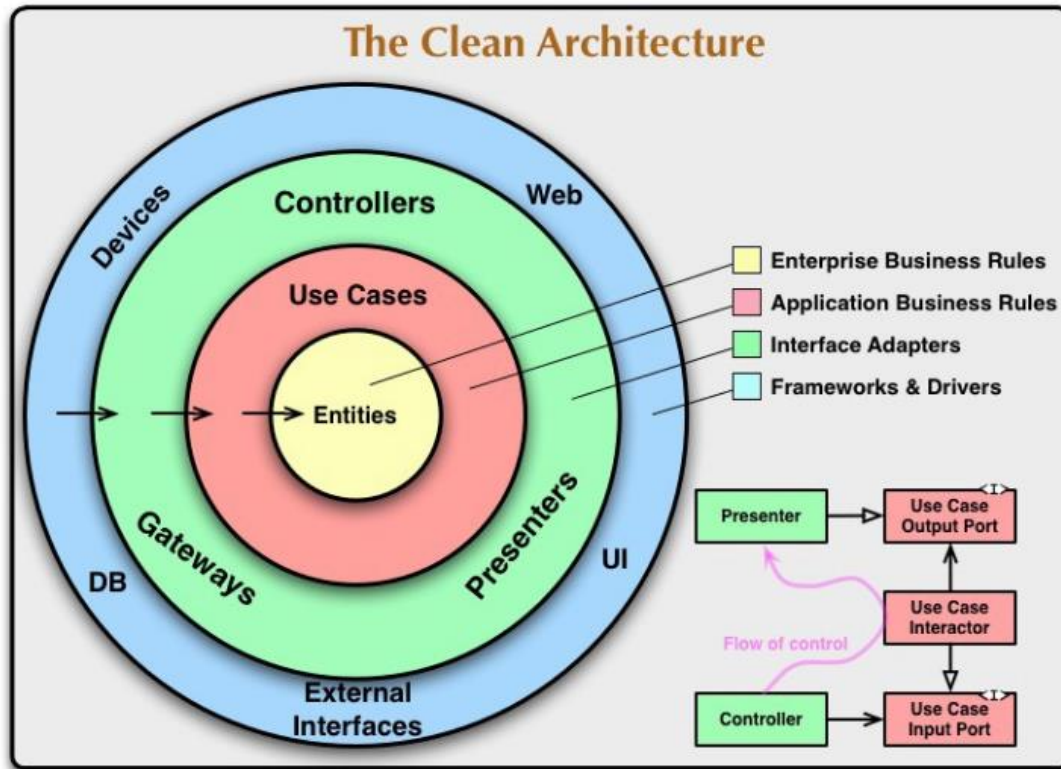 The Clean Architecture
Devices
Web
Controllers
Use Cases
Entities
Gateways
Presenters
DB
UI
External
Interfaces
Enterprise Business Rules
Application Business Rules
Interface Adapters
Frameworks & Drivers
Presenter
<I>
Use Case
Output Port
Use Case
Interactor
Flow of control
Controller
<I>
Use Case
Input Port